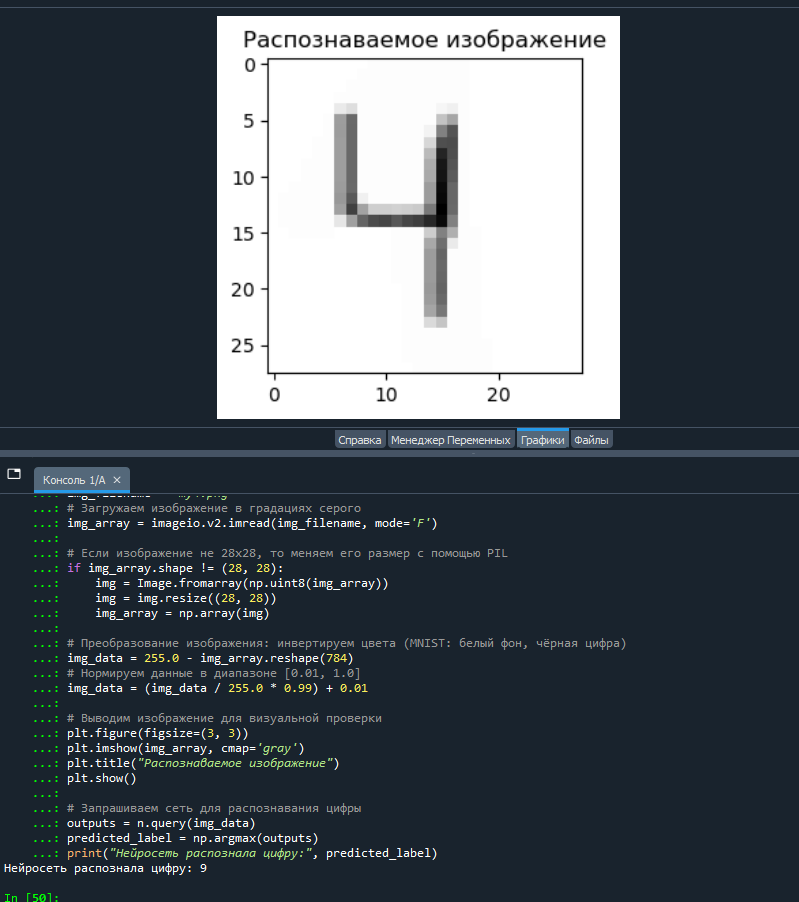 Распознаваемое изображение
0
5
10
15
20
25
0 10 20
4
Справка Менеджер Переменных Графики Файлы
Консоль 1/A ×
...: # Загружаем изображение в градациях серого
...: img_array = imageio.v2.imread(img_filename, mode='F')
...:
...: # Если изображение не 28x28, то меняем его размер с помощью PIL
...: if img_array.shape != (28, 28):
...:     img = Image.fromarray(np.uint8(img_array))
...:     img = img.resize((28, 28))
...:     img_array = np.array(img)
...:
...: # Преобразование изображения: инвертируем цвета (MNIST: белый фон, чёрная цифра)
...: img_data = 255.0 - img_array.reshape(784)
...: # Нормируем данные в диапазоне [0.01, 1.0]
...: img_data = (img_data / 255.0 * 0.99) + 0.01
...:
...: # Выводим изображение для визуальной проверки
...: plt.figure(figsize=(3, 3))
...: plt.imshow(img_array, cmap='gray')
...: plt.title("Распознаваемое изображение")
...: plt.show()
...:
...: # Запрашиваем сеть для распознавания цифры
...: outputs = n.query(img_data)
...: predicted_label = np.argmax(outputs)
...: print("Нейросеть распознала цифру:", predicted_label)
Нейросеть распознала цифру: 9
In [50]: